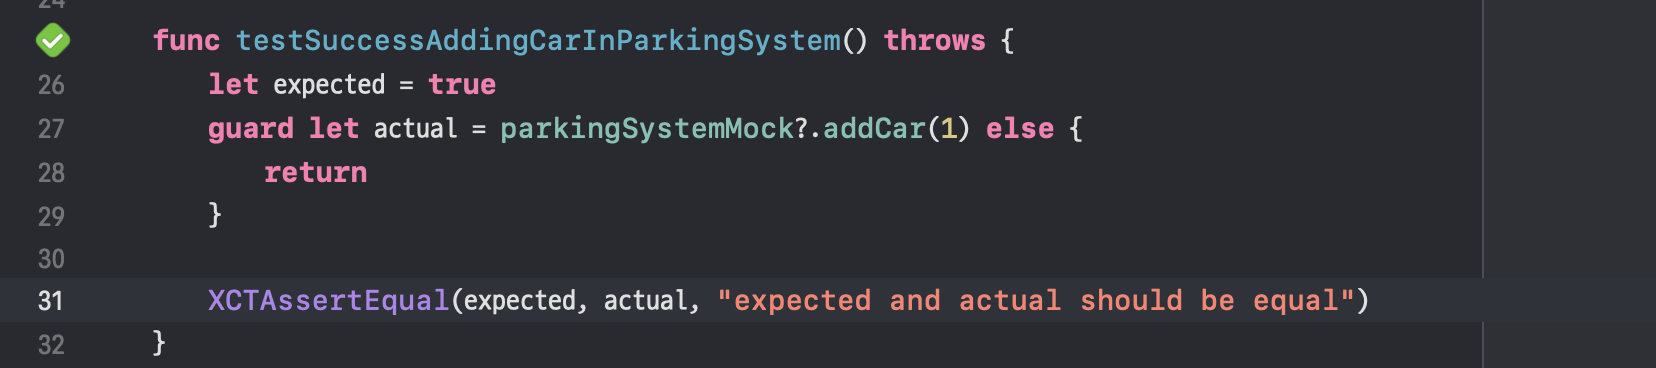 24
func testSuccessAddingCarInParkingSystem() throws {
26 let expected = true
27 guard let actual = parkingSystemMock?.addCar(1) else {
28 return
29 }
30
31 XCTAssertEqual(expected, actual, "expected and actual should be equal")
32 }